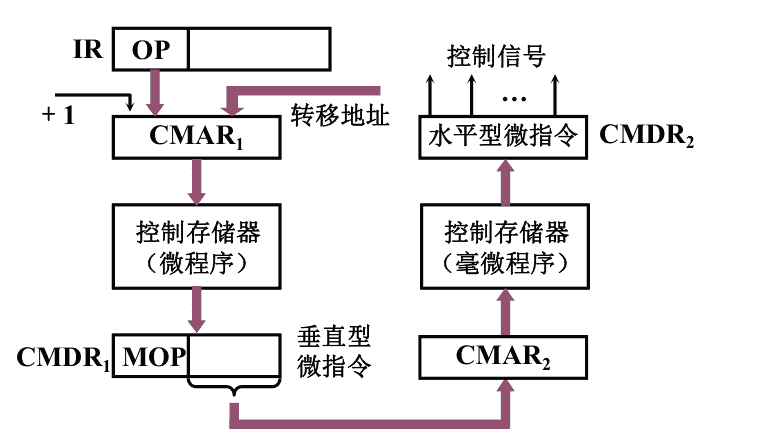 IR
OP
控制信号
+ 1
转移地址
…
CMAR₁
水平型微指令
CMDR₂
控制存储器
（微程序）
控制存储器
（毫微程序）
CMDR₁
MOP
垂直型
微指令
CMAR₂